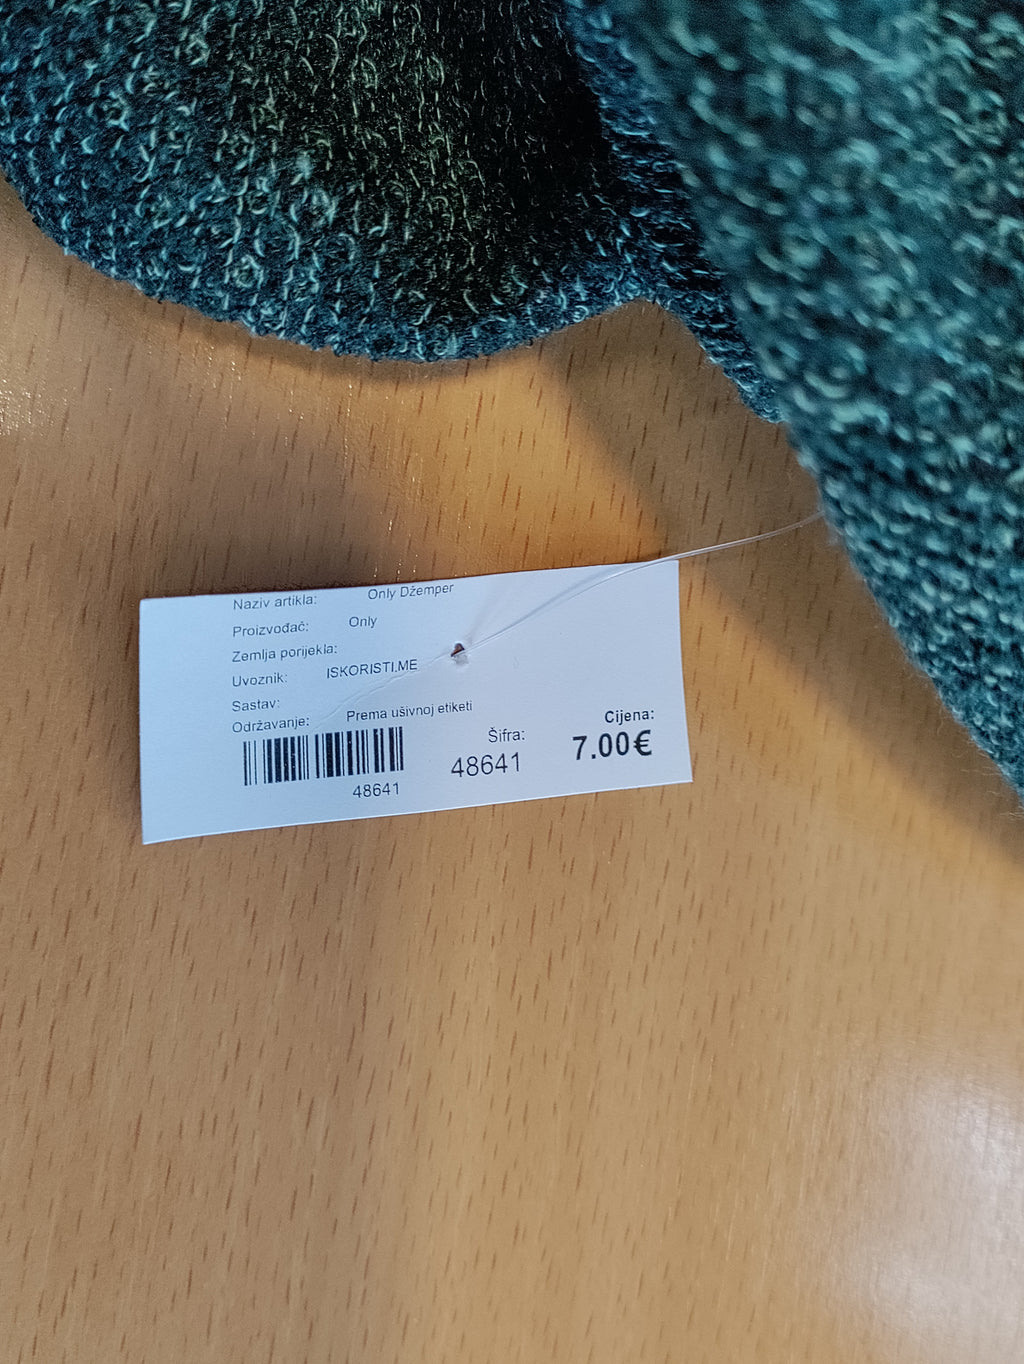 Naziv artikla: Only Džemper
Proizvođač: Only
Zemlja porijekla:
Uvoznik: ISKORISTI.ME
Sastav:
Održavanje: Prema ušivnoj etiketi
48641
Šifra:
48641
Cijena:
7.00€